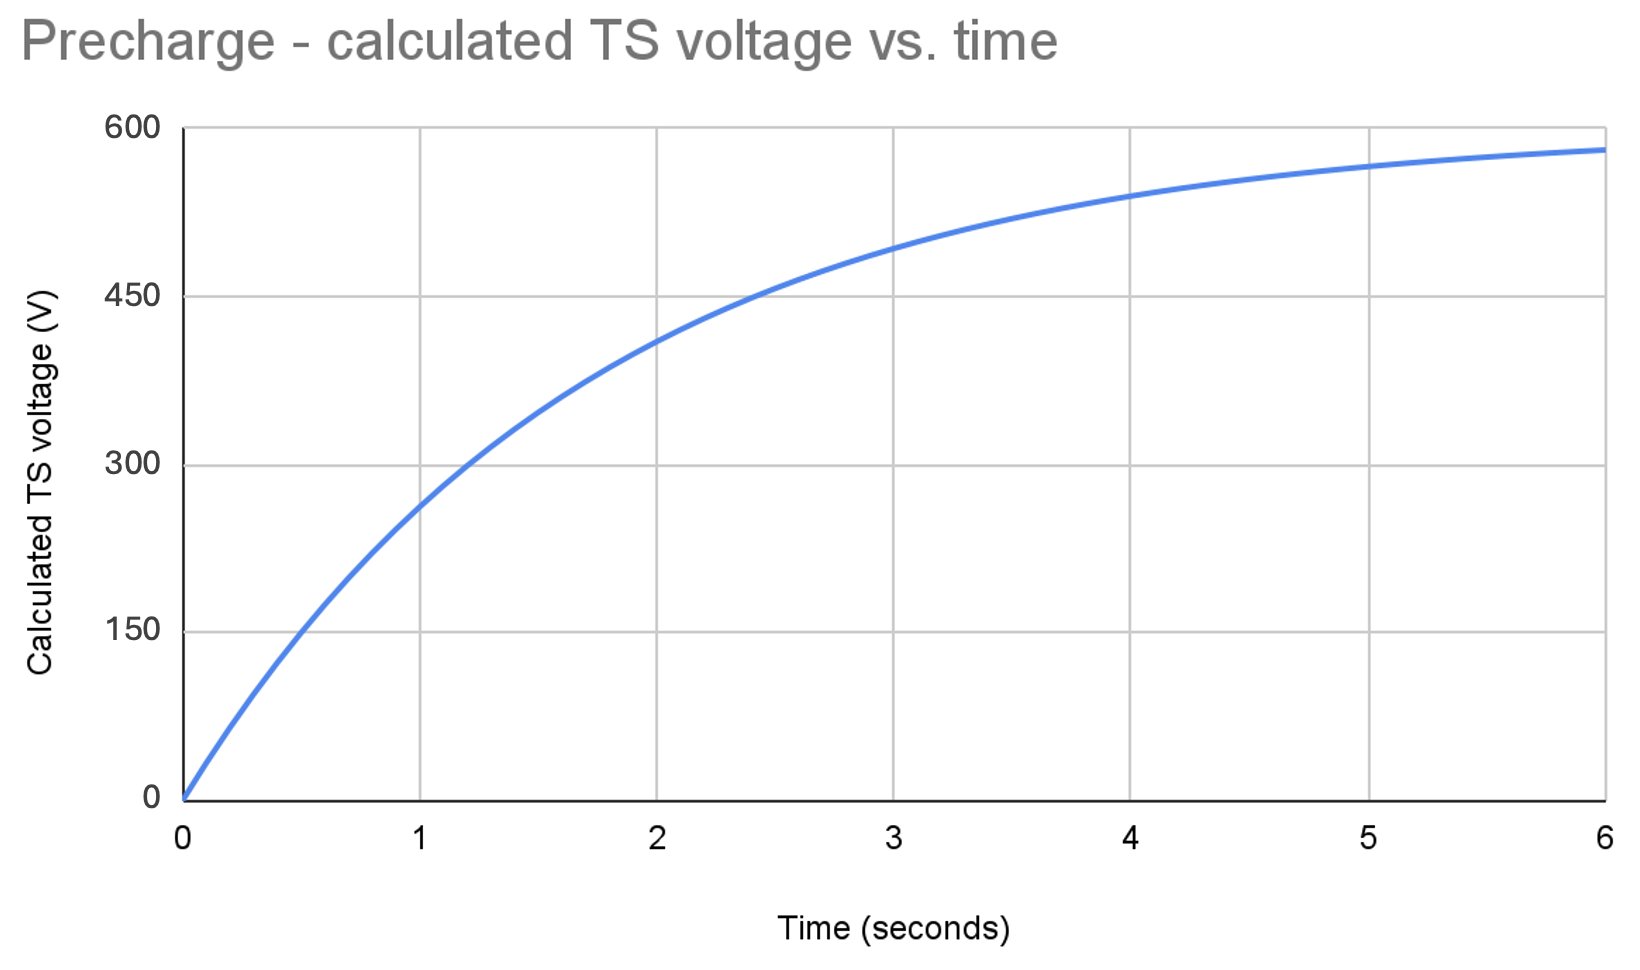 Precharge - calculated TS voltage vs. time
600
450
300
150
0
Calculated TS voltage (V)
0 1 2 3 4 5 6
Time (seconds)